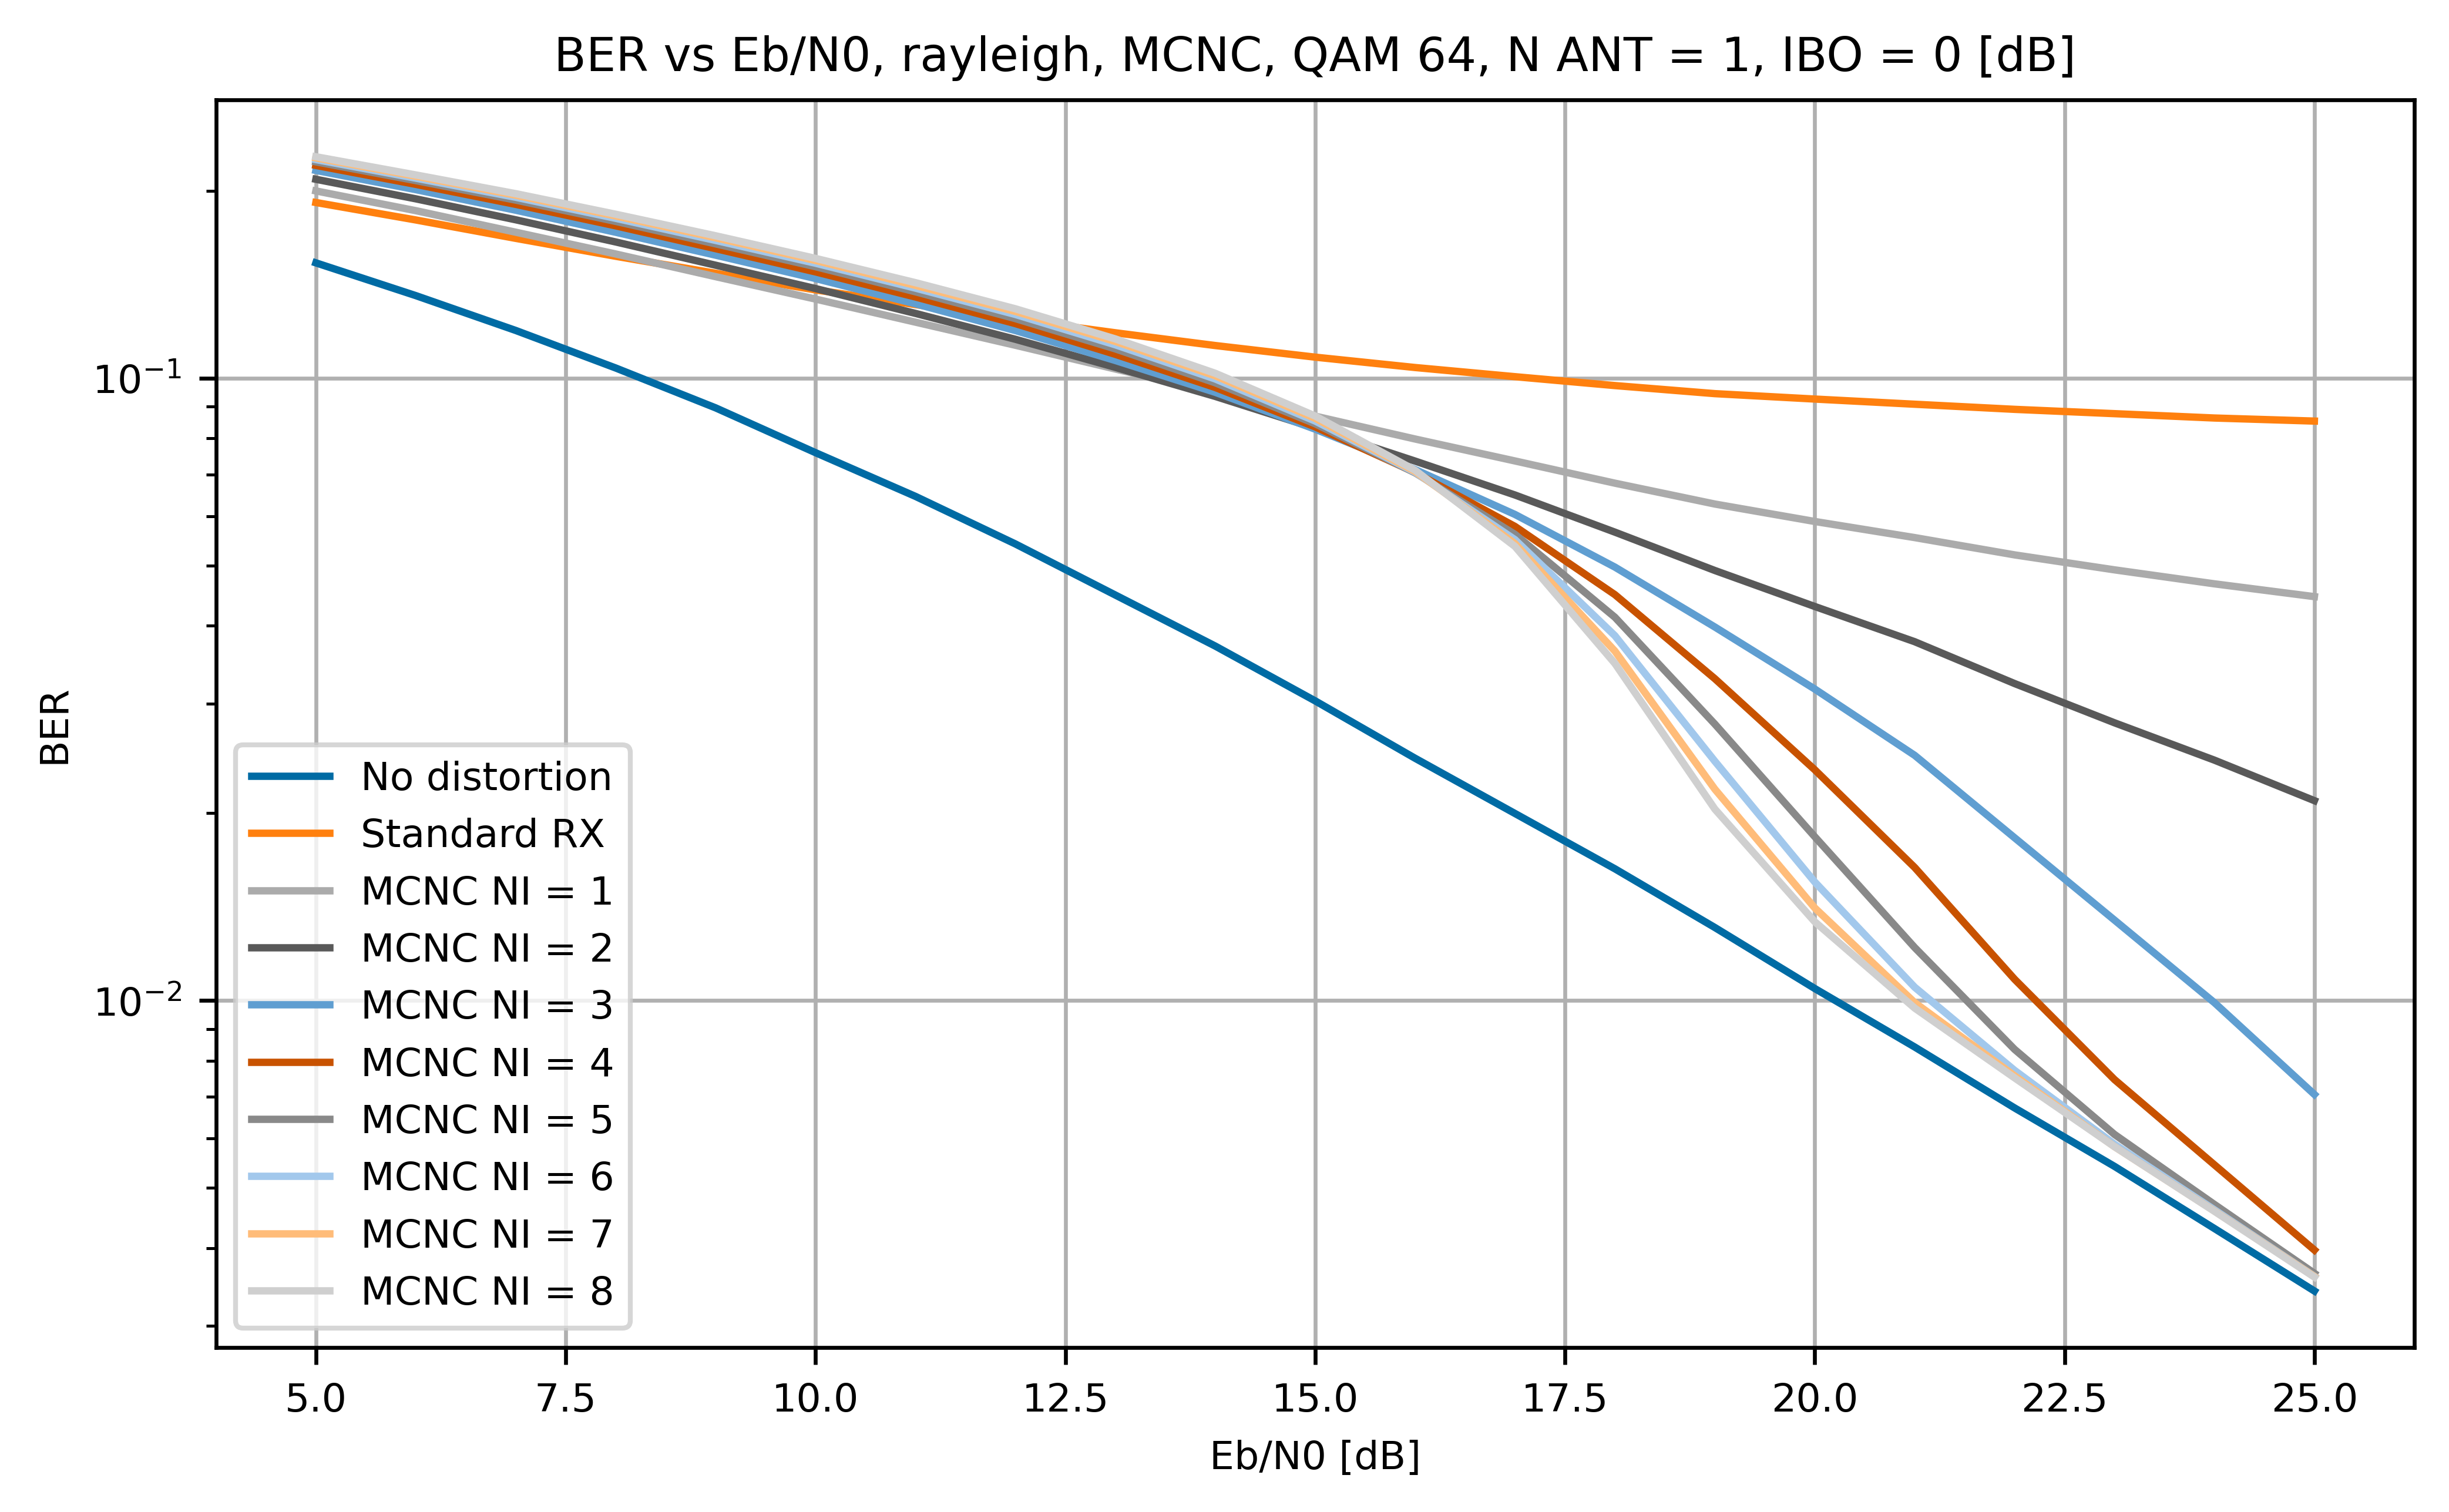 BER vs Eb/N0, rayleigh, MCNC, QAM 64, N ANT = 1, IBO = 0 [dB]
10⁻¹
10⁻²
BER
No distortion
Standard RX
MCNC NI = 1
MCNC NI = 2
MCNC NI = 3
MCNC NI = 4
MCNC NI = 5
MCNC NI = 6
MCNC NI = 7
MCNC NI = 8
5.0 7.5 10.0 12.5 15.0 17.5 20.0 22.5 25.0
Eb/N0 [dB]